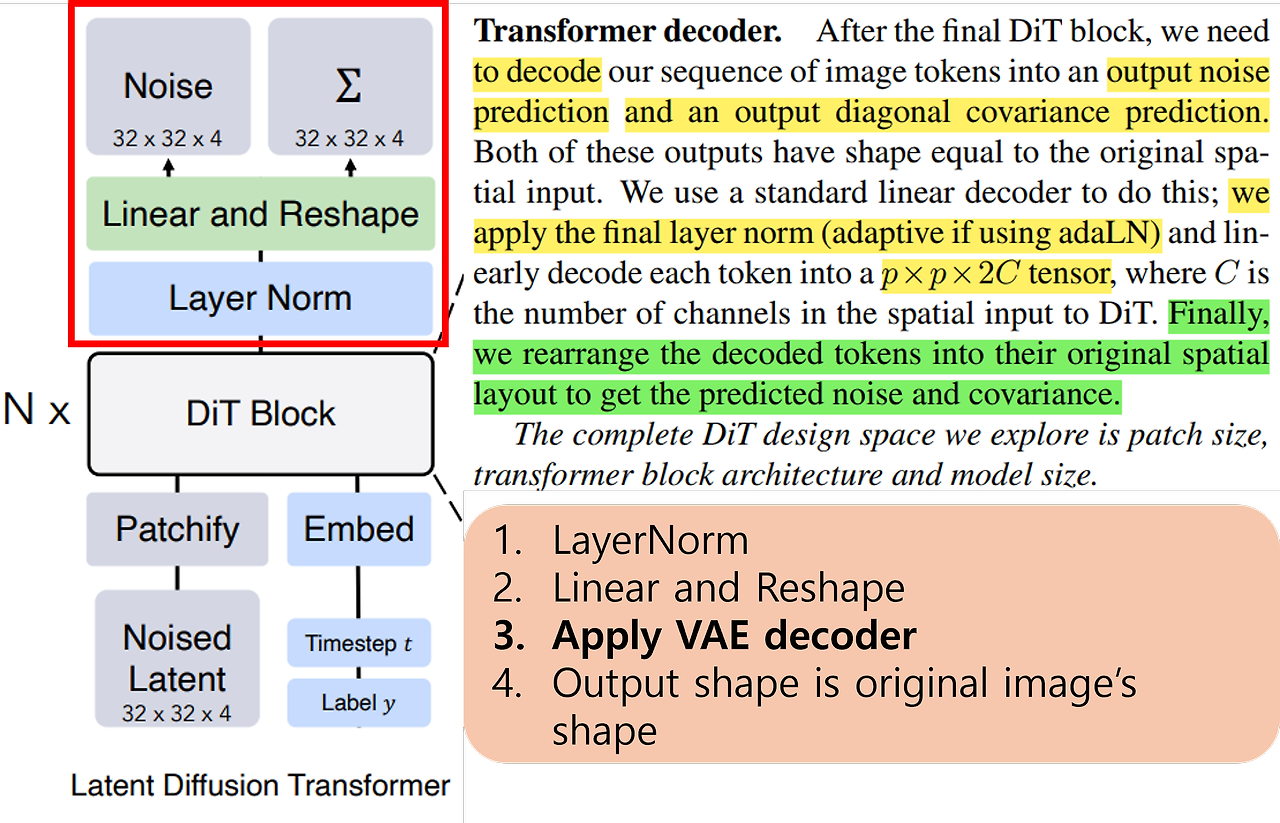 Noise
32 x 32 x 4
Σ
32 x 32 x 4
Linear and Reshape
Layer Norm
N x
DiT Block
Patchify
Embed
Noised
Latent
32 x 32 x 4
Timestep t
Label y
Latent Diffusion Transformer
Transformer decoder. After the final DiT block, we need
to decode our sequence of image tokens into an output noise
prediction and an output diagonal covariance prediction.
Both of these outputs have shape equal to the original spa-
tial input. We use a standard linear decoder to do this; we
apply the final layer norm (adaptive if using adaLN) and lin-
early decode each token into a p×p×2C tensor, where C is
the number of channels in the spatial input to DiT. Finally,
we rearrange the decoded tokens into their original spatial
layout to get the predicted noise and covariance.
The complete DiT design space we explore is patch size,
transformer block architecture and model size.
1. LayerNorm
2. Linear and Reshape
3. Apply VAE decoder
4. Output shape is original image's
shape